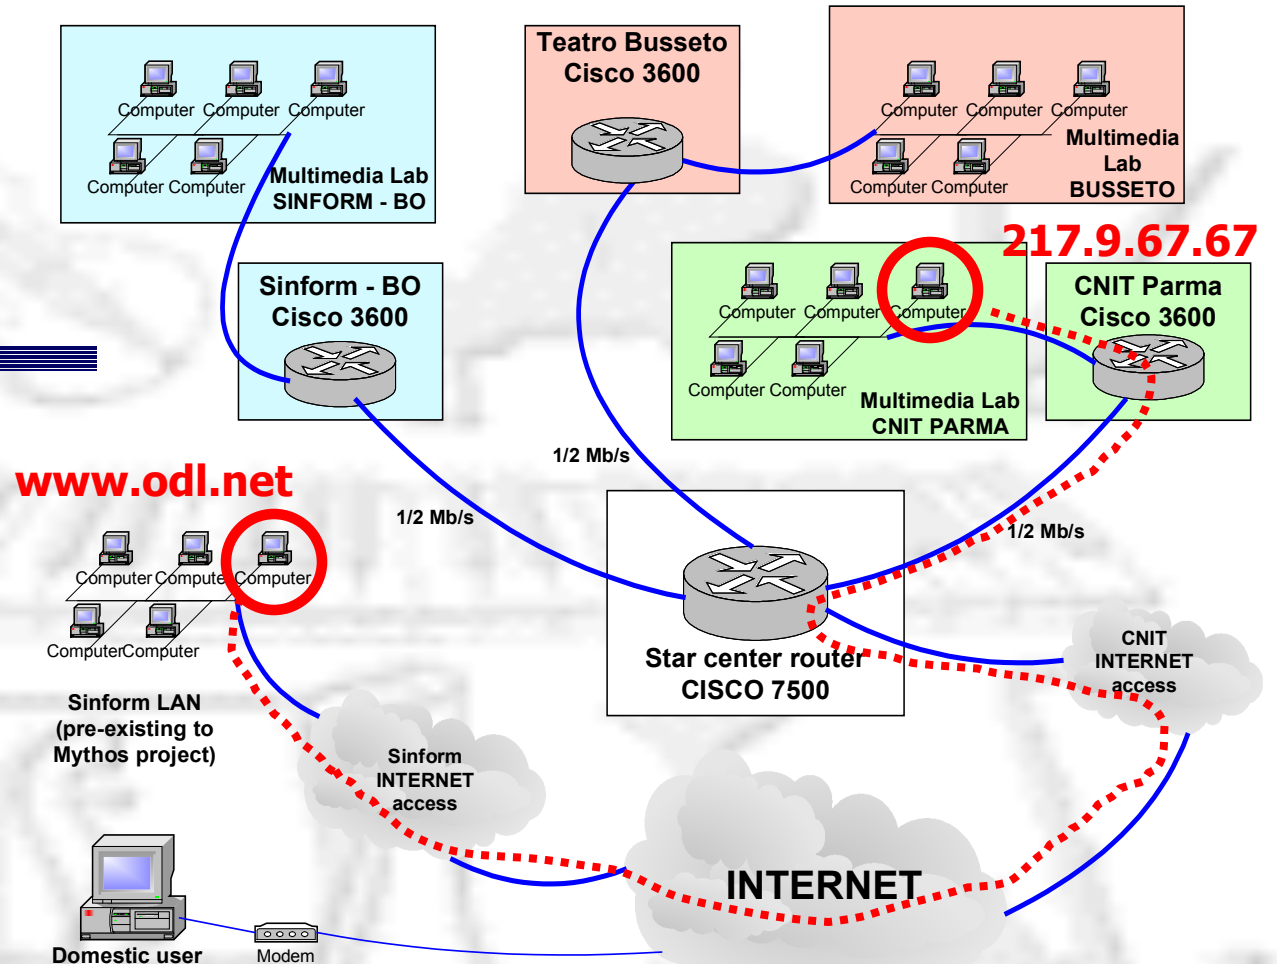 Computer Computer Computer
Computer Computer
Multimedia Lab
SINFORM - BO
Teatro Busseto
Cisco 3600
Computer Computer Computer
Computer Computer
Multimedia
Lab
BUSSETO
217.9.67.67
Sinform - BO
Cisco 3600
Computer Computer Computer
Computer Computer
Multimedia Lab
CNIT PARMA
CNIT Parma
Cisco 3600
1/2 Mb/s
1/2 Mb/s
1/2 Mb/s
www.odl.net
Computer Computer Computer
Computer Computer
Sinform LAN
(pre-existing to
Mythos project)
Star center router
CISCO 7500
CNIT
INTERNET
access
Sinform
INTERNET
access
INTERNET
Domestic user
Modem